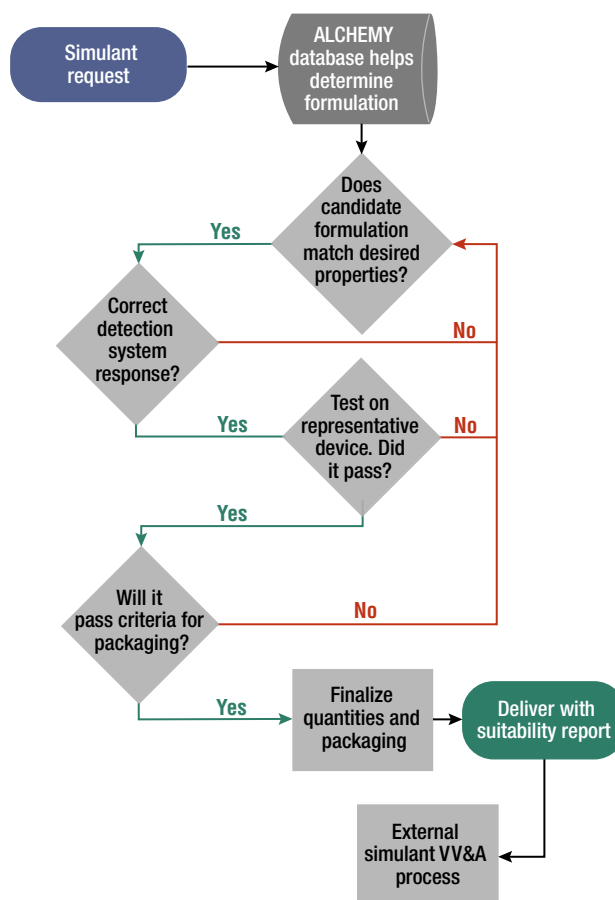 Simulant
request
ALCHEMY
database helps
determine
formulation
Does
candidate
formulation
match desired
properties?
Yes
Correct
detection
system
response?
No
Yes
Test on
representative
device. Did
it pass?
No
Yes
Will it
pass criteria for
packaging?
No
Yes
Finalize
quantities and
packaging
Deliver with
suitability report
External
simulant VV&A
process